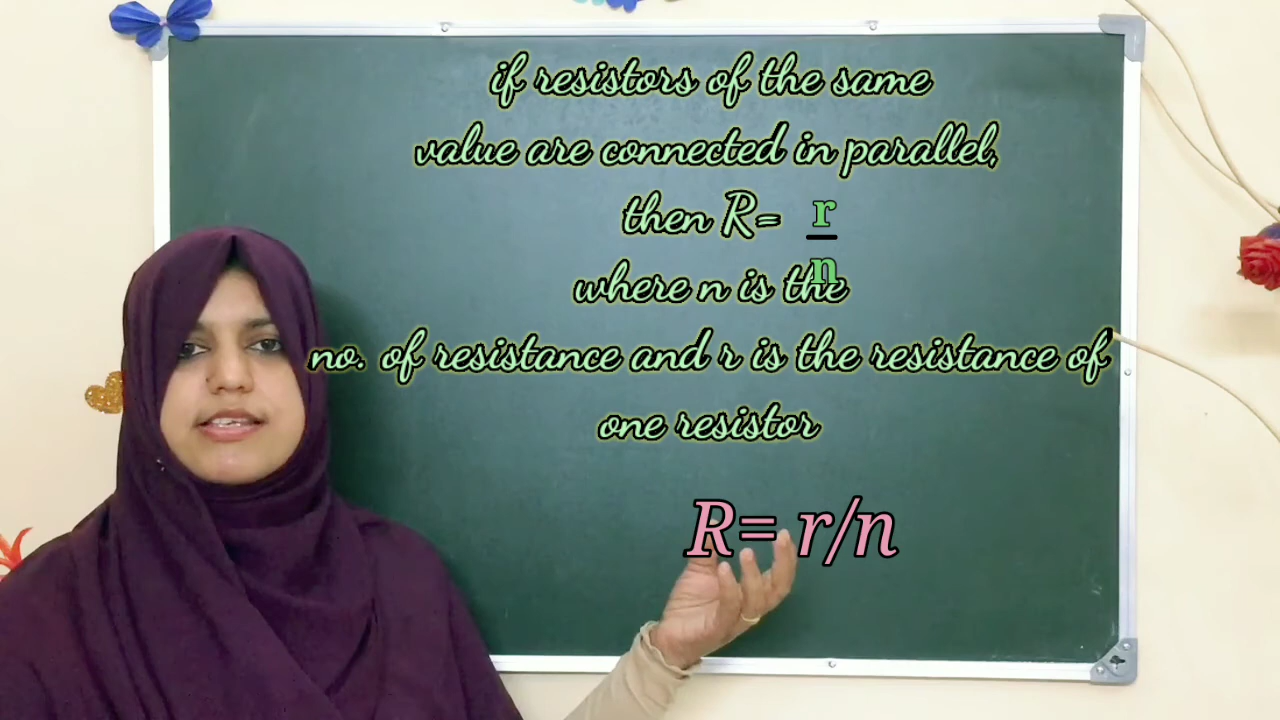 if resistors of the same
value are connected in parallel,
then R= r
n
where n is the
no. of resistance and r is the resistance of
one resistor
R= r/n